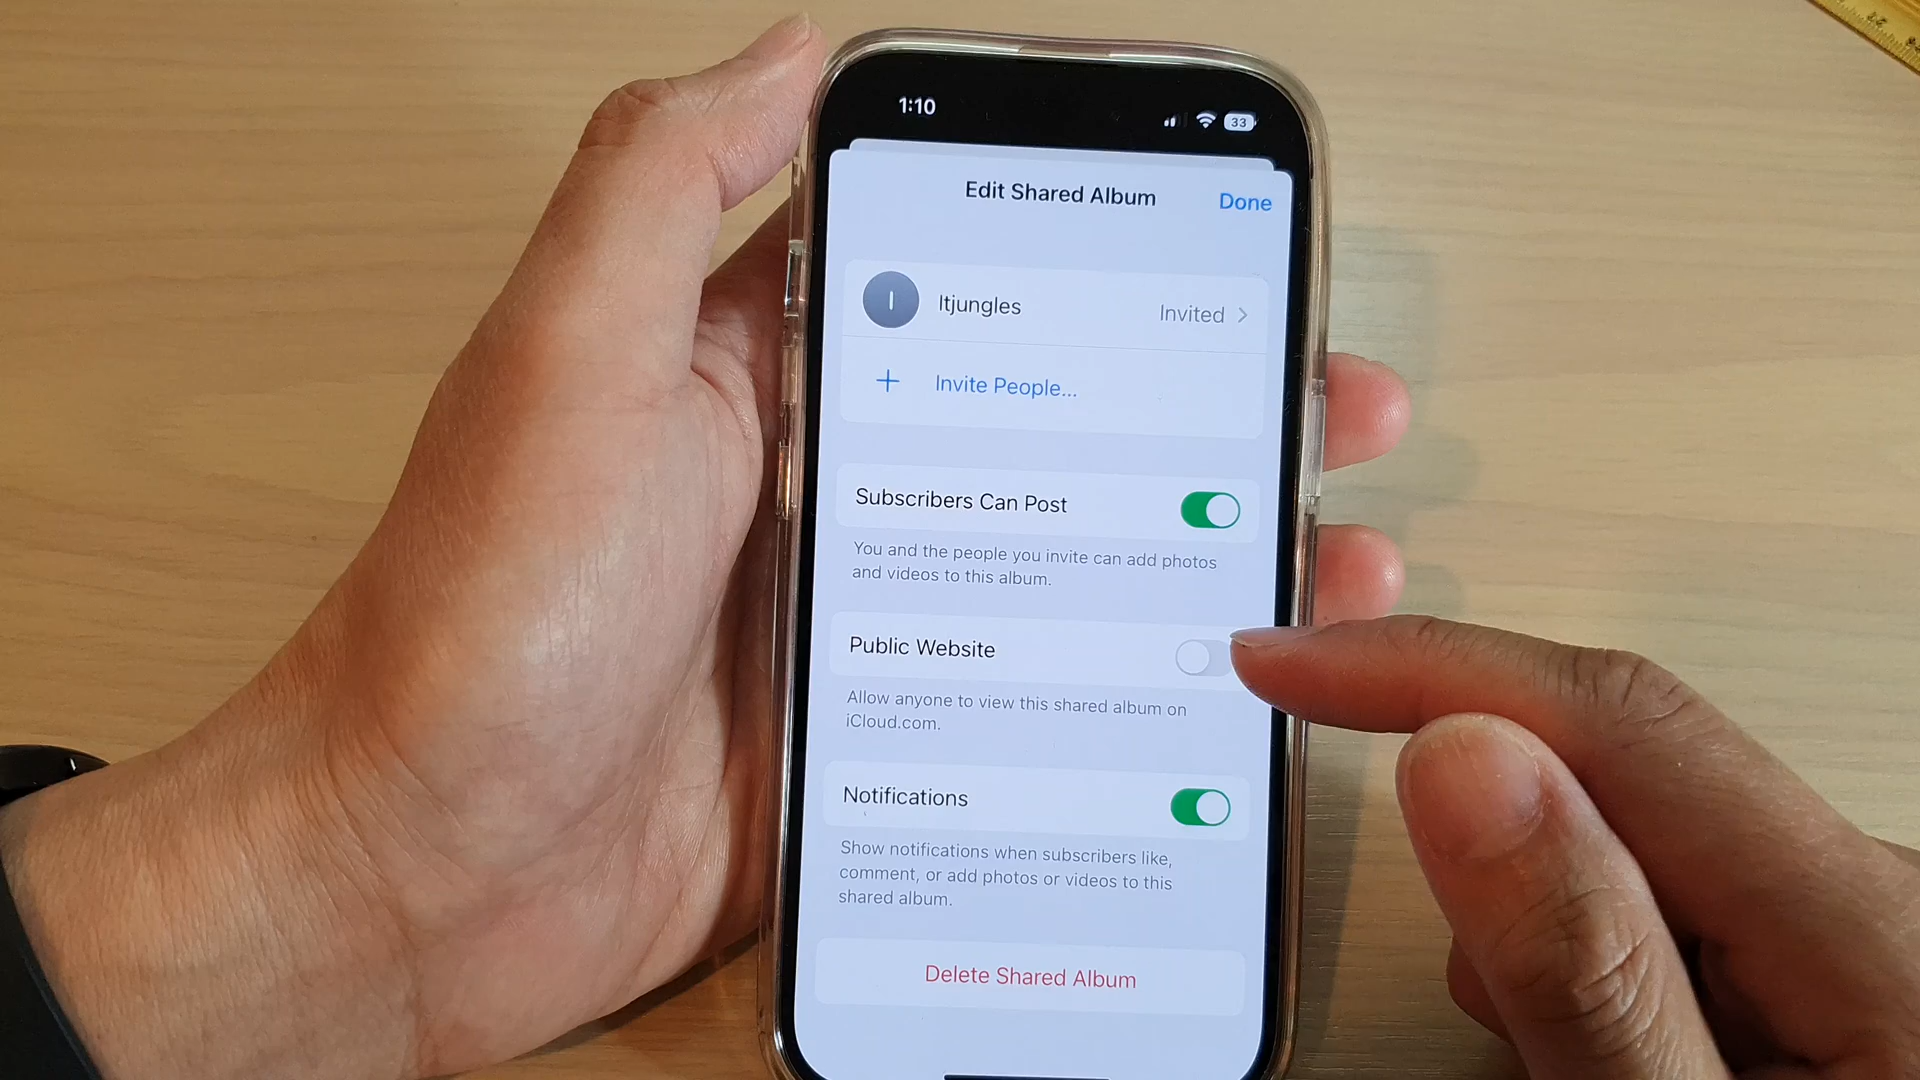 1:10
33
Edit Shared Album
Done
I
Itjungles
Invited
Invite People...
Subscribers Can Post
You and the people you invite can add photos
and videos to this album.
Public Website
Allow anyone to view this shared album on
iCloud.com.
Notifications
Show notifications when subscribers like,
comment, or add photos or videos to this
shared album.
Delete Shared Album